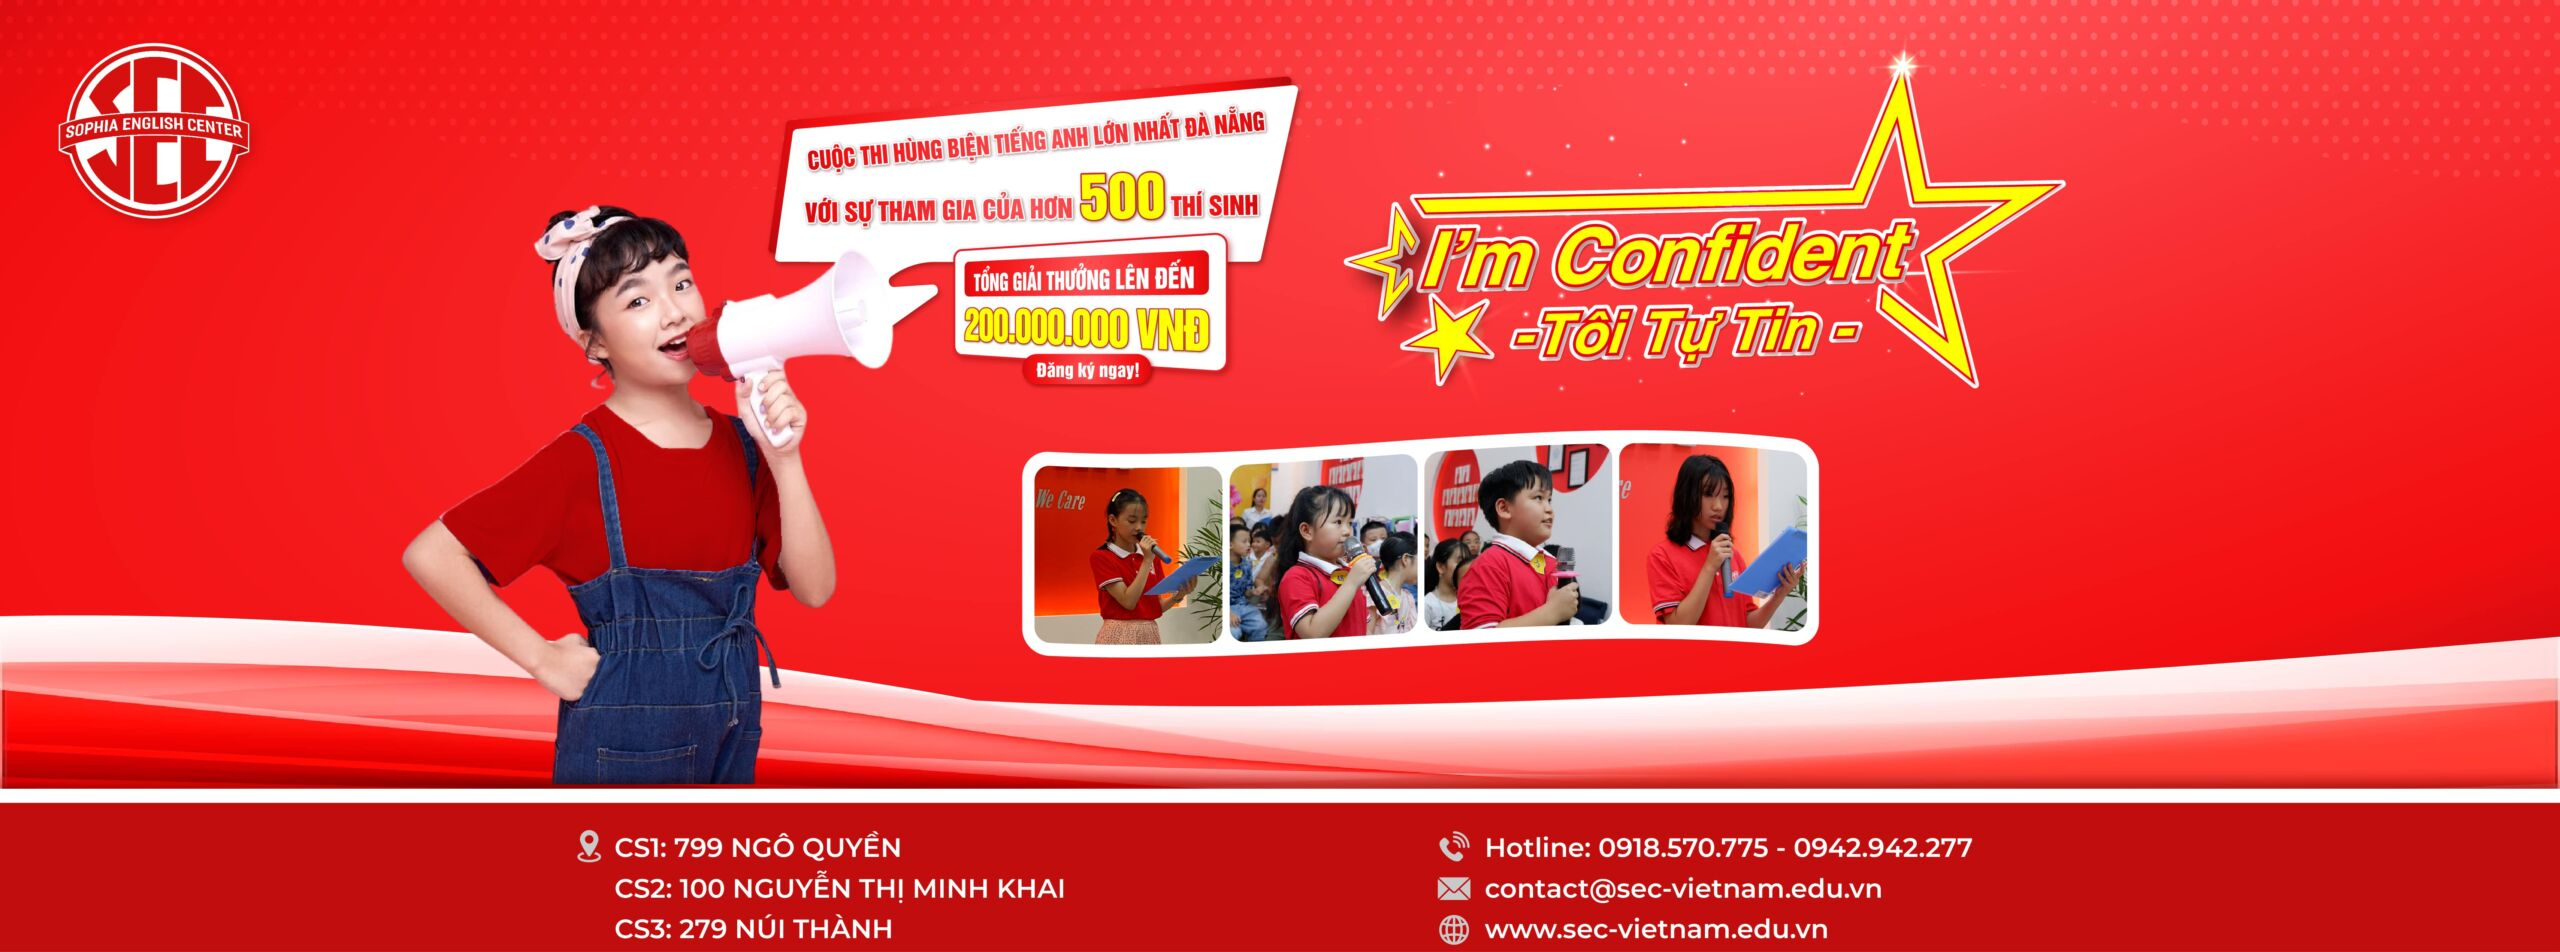 SEC
SOPHIA ENGLISH CENTER
CUỘC THI HÙNG BIỆN TIẾNG ANH LỚN NHẤT ĐÀ NẴNG
VỚI SỰ THAM GIA CỦA HƠN 500 THÍ SINH
TỔNG GIẢI THƯỞNG LÊN ĐẾN
200.000.000 VNĐ
Đăng ký ngay!
I'm Confident
-Tôi Tự Tin -
We Care
CS1: 799 NGÔ QUYỀN
CS2: 100 NGUYỄN THỊ MINH KHAI
CS3: 279 NÚI THÀNH
Hotline: 0918.570.775 - 0942.942.277
contact@sec-vietnam.edu.vn
www.sec-vietnam.edu.vn